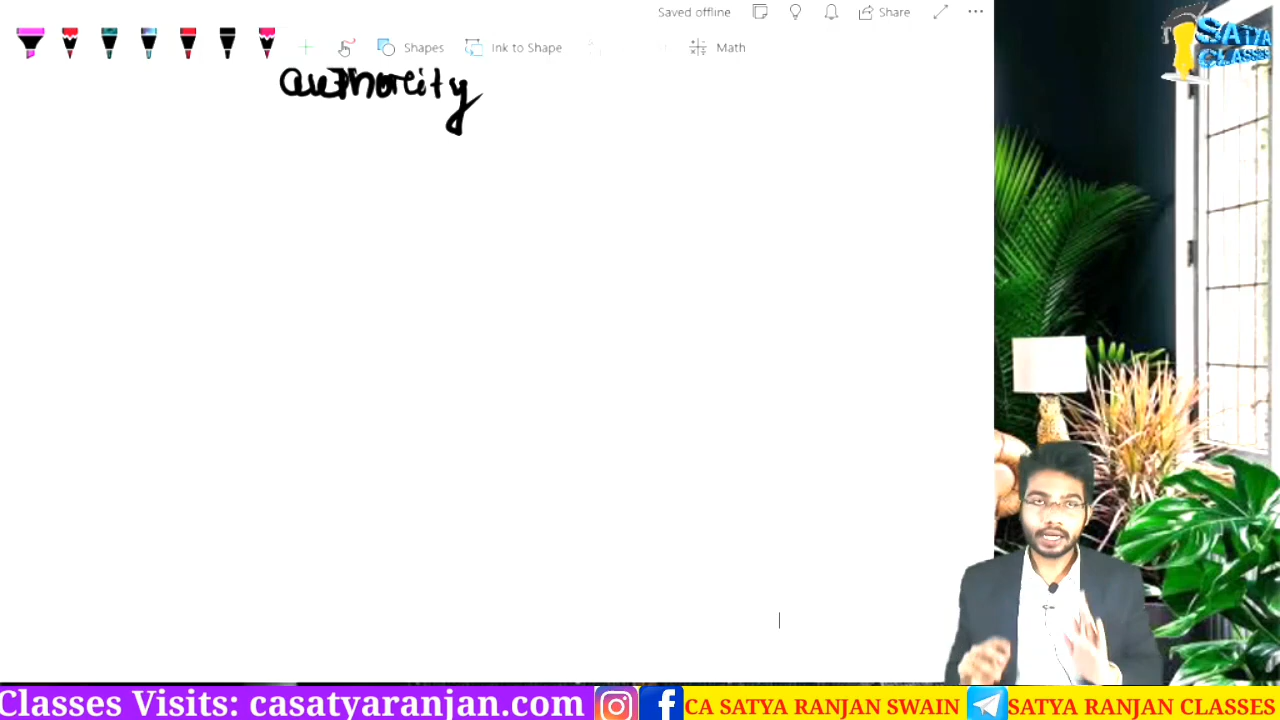 Saved offline
Share
Shapes
Ink to Shape
Math
authority
SATYA
CLASSES
Classes Visits: casatyaranjan.com
CA SATYA RANJAN SWAIN
SATYA RANJAN CLASSES